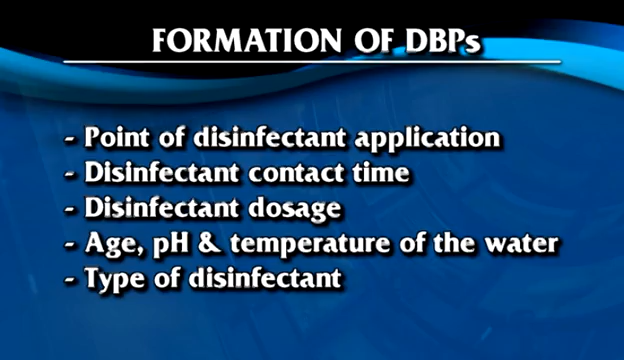 FORMATION OF DBPs
- Point of disinfectant application
- Disinfectant contact time
- Disinfectant dosage
- Age, pH & temperature of the water
- Type of disinfectant